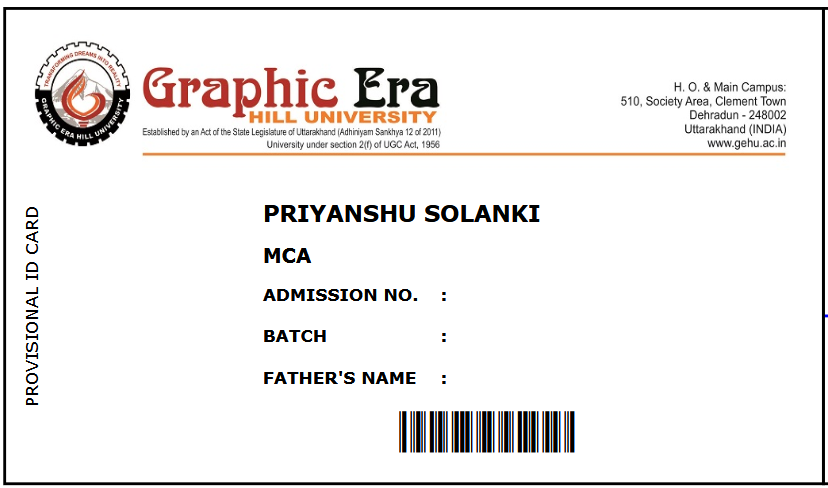 TRANSFORMING DREAMS INTO REALITY
GRAPHIC ERA HILL UNIVERSITY
Graphic Era
HILL UNIVERSITY
Established by an Act of the State Legislature of Uttarakhand (Adhiniyam Sankhya 12 of 2011)
University under section 2(f) of UGC Act, 1956
H. O. & Main Campus:
510, Society Area, Clement Town
Dehradun - 248002
Uttarakhand (INDIA)
www.gehu.ac.in
PROVISIONAL ID CARD
PRIYANSHU SOLANKI
MCA
ADMISSION NO. :
BATCH :
FATHER'S NAME :